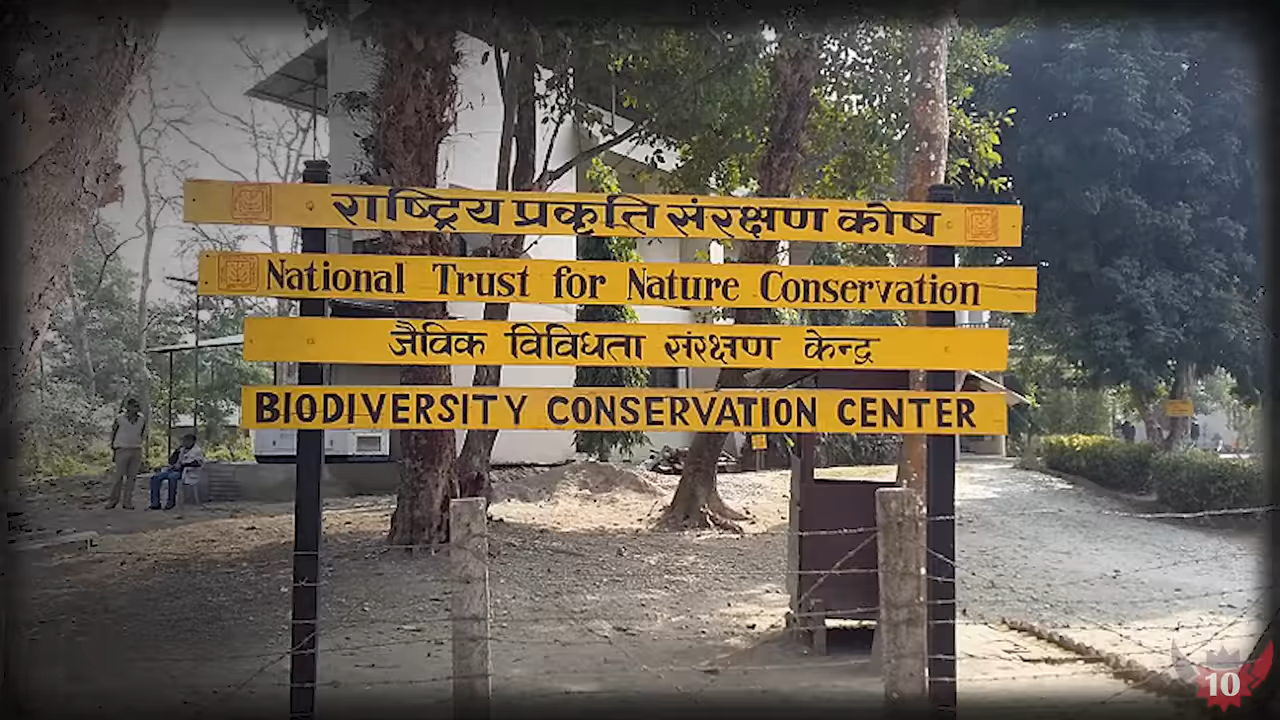 राष्ट्रिय प्रकृति संरक्षण कोष
National Trust for Nature Conservation
जैविक विविधता संरक्षण केन्द्र
BIODIVERSITY CONSERVATION CENTER
10